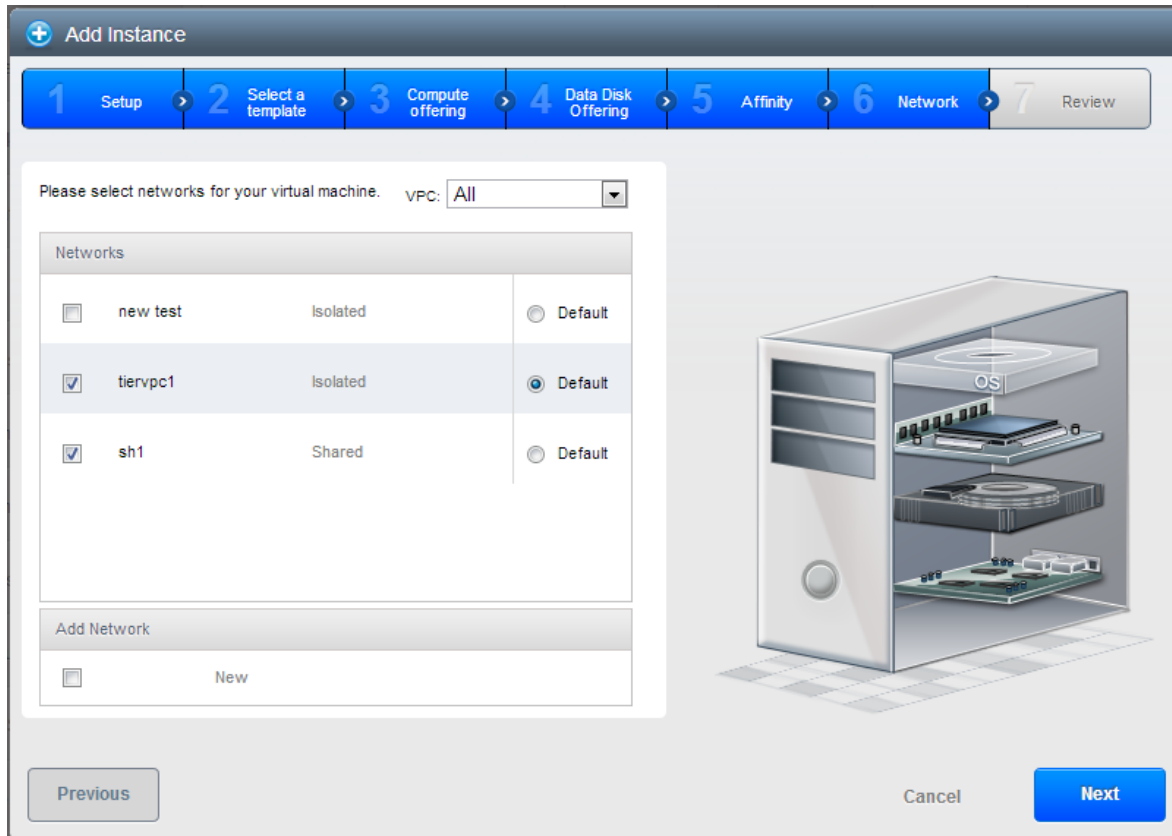 Add Instance
1 Setup
2 Select a
template
3 Compute
offering
4 Data Disk
Offering
5 Affinity
6 Network
7 Review
Please select networks for your virtual machine. VPC: All
Networks
new test Isolated Default
tiervpc1 Isolated Default
sh1 Shared Default
Add Network
New
OS
Previous Cancel Next